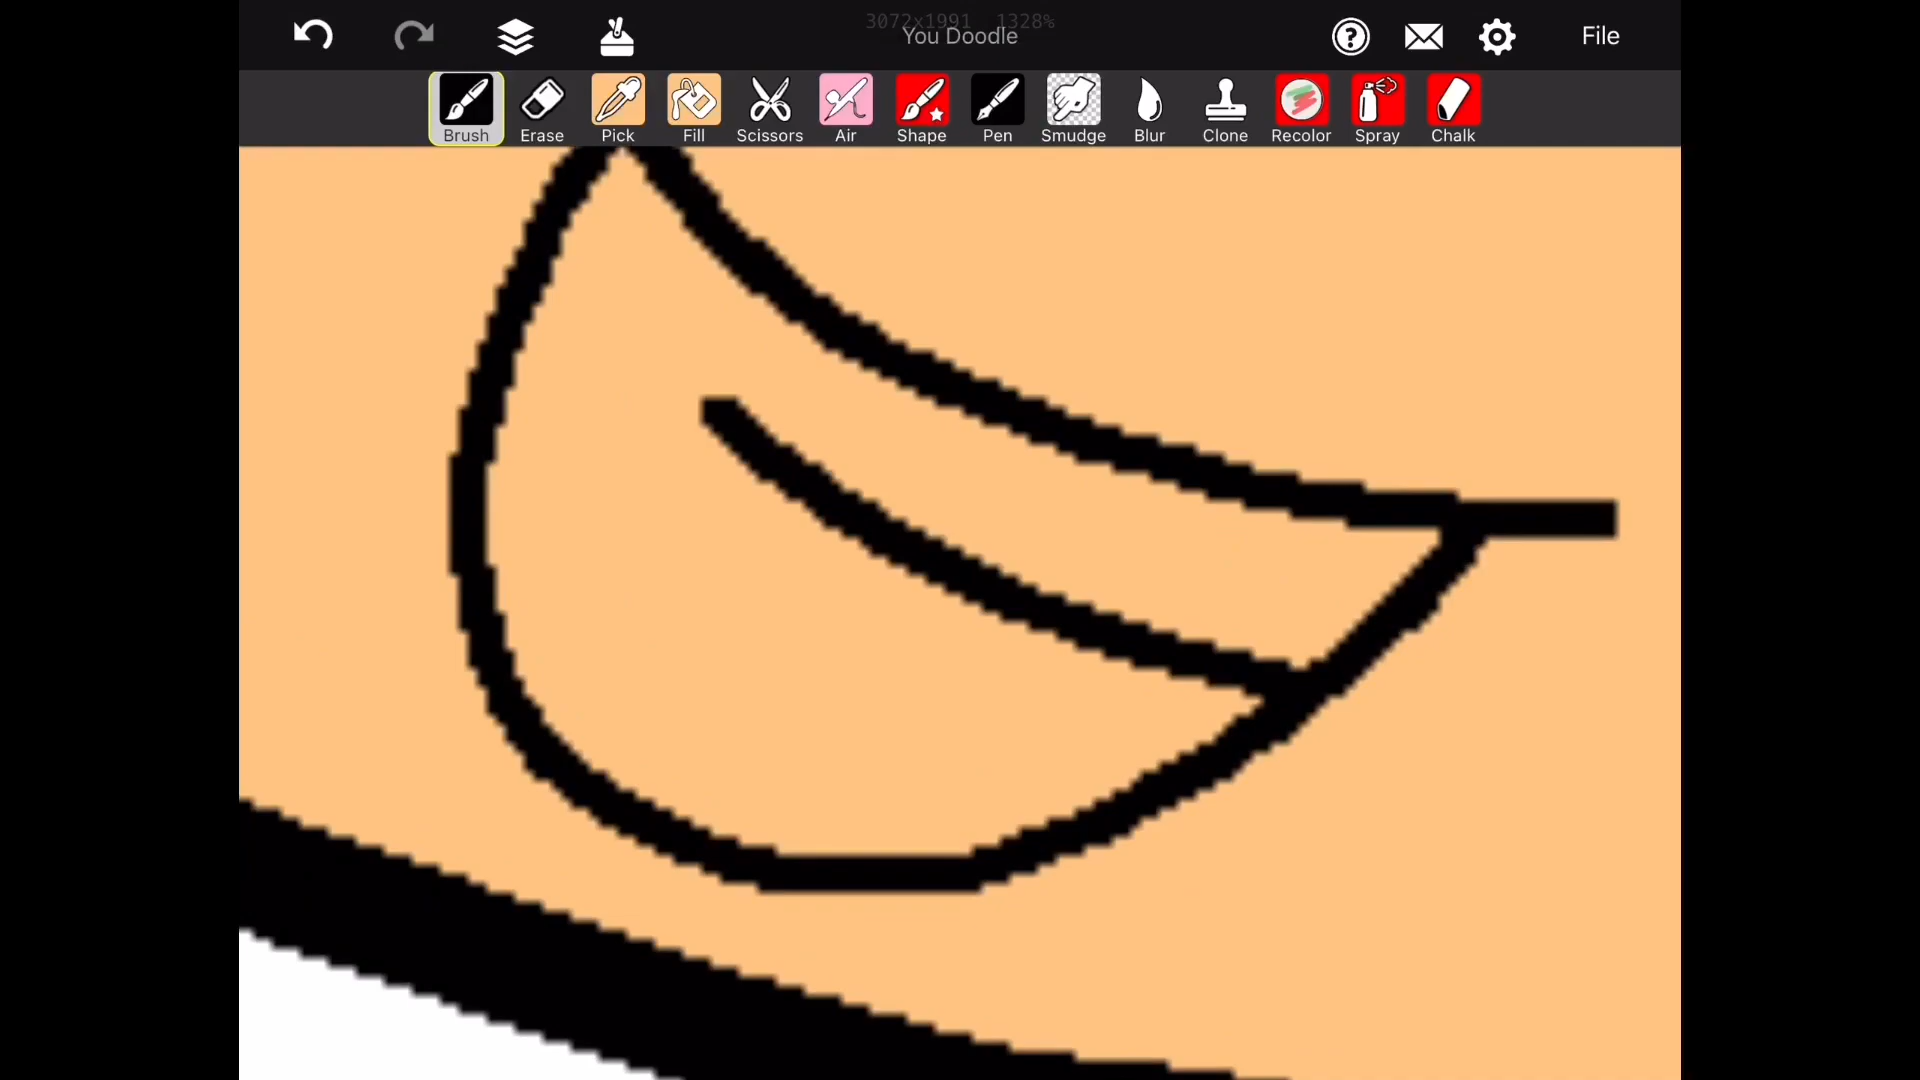 3072x1991 1328%
You Doodle
File
Brush Erase Pick Fill Scissors Air Shape Pen Smudge Blur Clone Recolor Spray Chalk